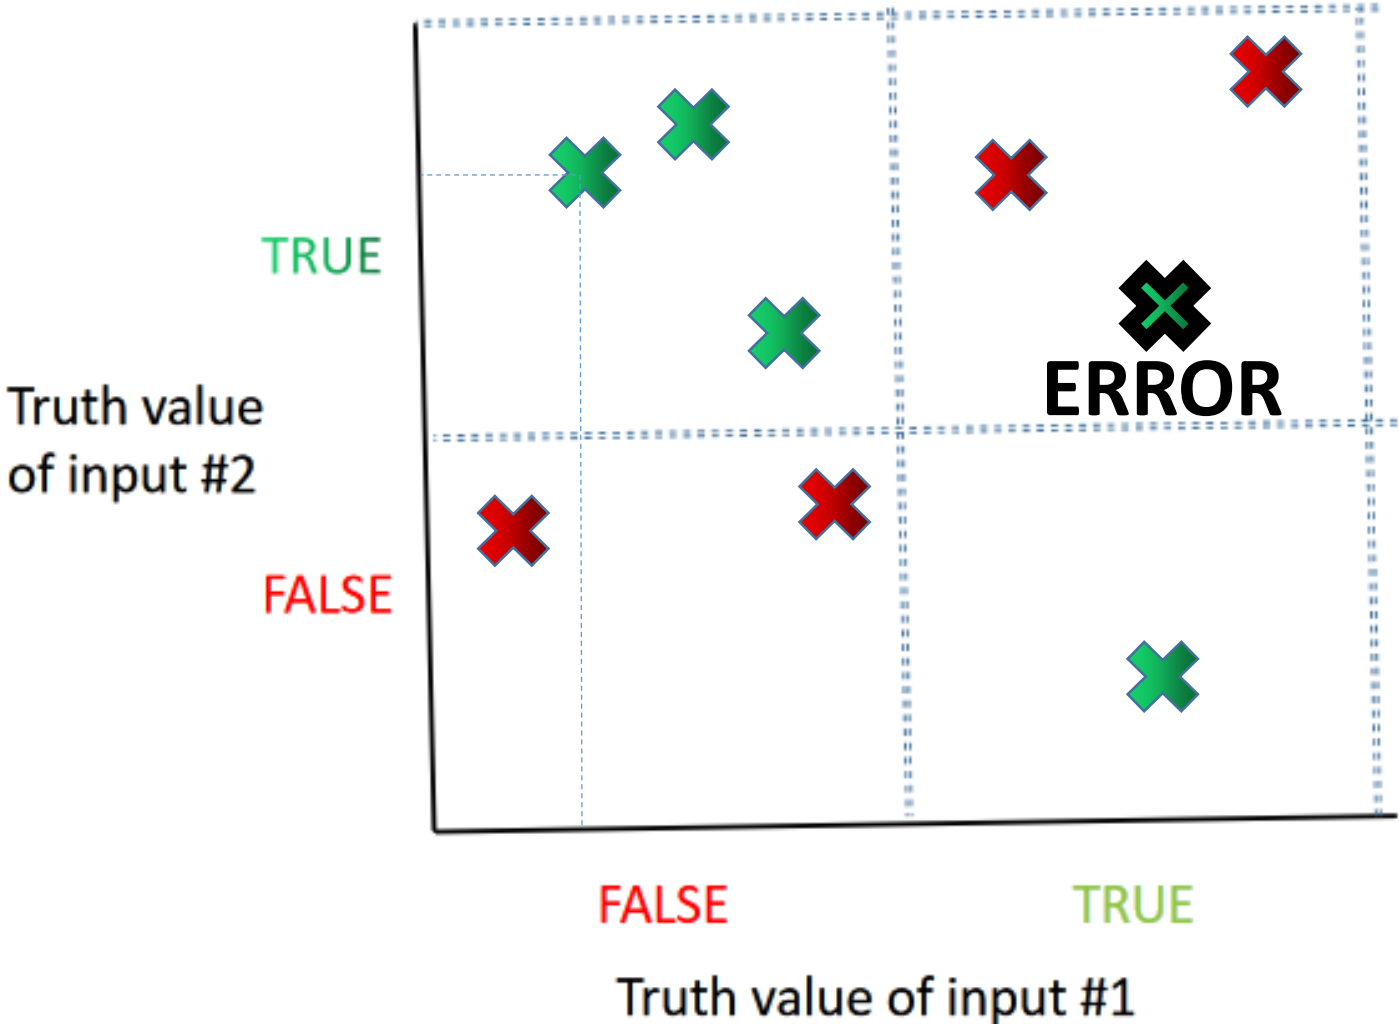 TRUE
ERROR
Truth value
of input #2
FALSE
FALSE
TRUE
Truth value of input #1